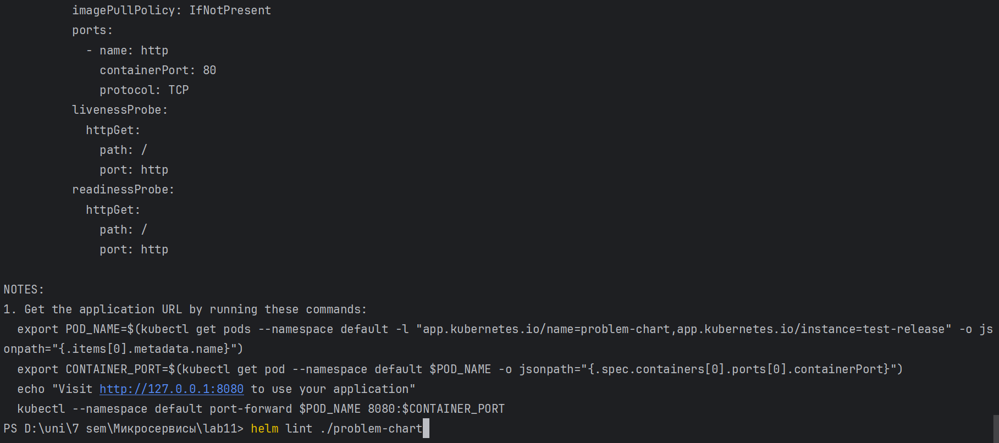 imagePullPolicy: IfNotPresent
ports:
- name: http
containerPort: 80
protocol: TCP
livenessProbe:
httpGet:
path: /
port: http
readinessProbe:
httpGet:
path: /
port: http
NOTES:
1. Get the application URL by running these commands:
export POD_NAME=$(kubectl get pods --namespace default -l "app.kubernetes.io/name=problem-chart,app.kubernetes.io/instance=test-release" -o js
onpath="{.items[0].metadata.name}")
export CONTAINER_PORT=$(kubectl get pod --namespace default $POD_NAME -o jsonpath="{.spec.containers[0].ports[0].containerPort}")
echo "Visit http://127.0.0.1:8080 to use your application"
kubectl --namespace default port-forward $POD_NAME 8080:$CONTAINER_PORT
PS D:\uni\7 sem\Микросервисы\lab11> helm lint ./problem-chart